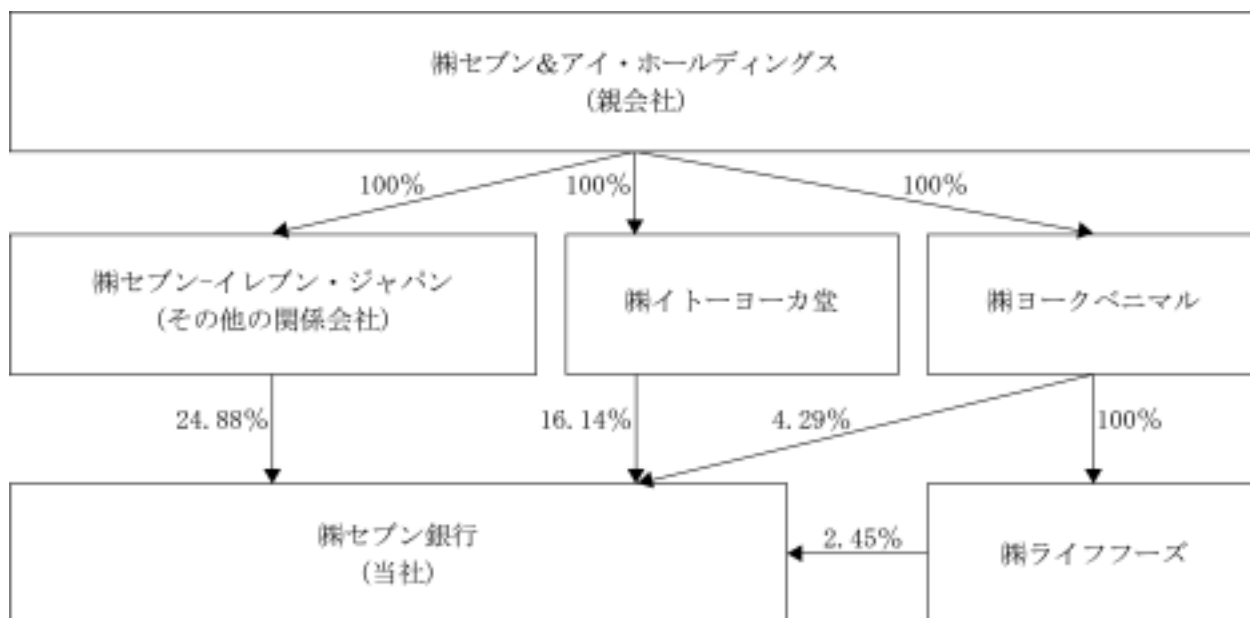 ㈱セブン&アイ・ホールディングス
(親会社)
100%
100%
100%
㈱セブン-イレブン・ジャパン
(その他の関係会社)
㈱イトーヨーカ堂
㈱ヨークベニマル
24.88%
16.14%
4.29%
100%
㈱セブン銀行
(当社)
2.45%
㈱ライフフーズ